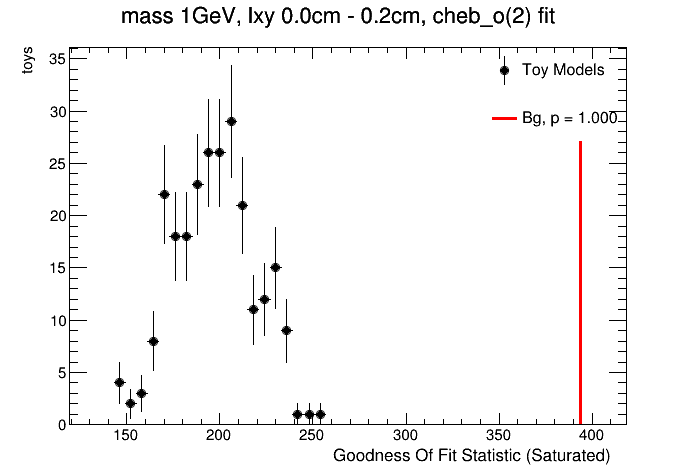 mass 1GeV, lxy 0.0cm - 0.2cm, cheb_o(2) fit
toys
35
30
25
20
15
10
5
0
Toy Models
Bg, p = 1.000
150 200 250 300 350 400
Goodness Of Fit Statistic (Saturated)